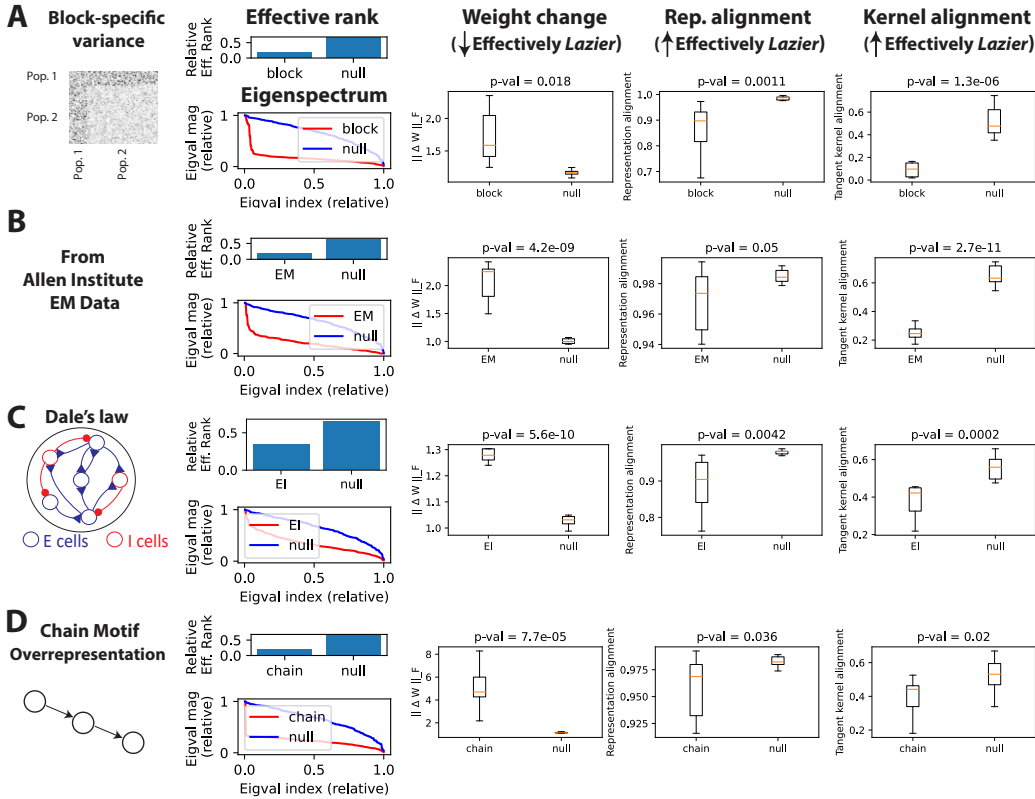 A
Block-specific
variance
Pop. 1
Pop. 2
Pop. 1
Pop. 2
Effective rank
Relative
Eff. Rank
0.5
0.0
block
null
Eigenspectrum
Eigval mag
(relative)
1
0
block
null
0.0
0.5
1.0
Eigval index (relative)
Weight change
(↓Effectively Lazier)
p-val = 0.018
|| Δ W ||_F
2.0
1.5
block
null
Rep. alignment
(↑Effectively Lazier)
p-val = 0.0011
Representation alignment
1.0
0.9
0.8
0.7
block
null
Kernel alignment
(↑Effectively Lazier)
p-val = 1.3e-06
Tangent kernel alignment
0.6
0.4
0.2
0.0
block
null
B
From
Allen Institute
EM Data
Relative
Eff. Rank
0.5
0.0
EM
null
Eigval mag
(relative)
1
0
EM
null
0.0
0.5
1.0
Eigval index (relative)
p-val = 4.2e-09
|| Δ W ||_F
2.0
1.5
1.0
EM
null
p-val = 0.05
Representation alignment
0.98
0.96
0.94
EM
null
p-val = 2.7e-11
Tangent kernel alignment
0.6
0.4
0.2
EM
null
C
Dale's law
E cells
I cells
Relative
Eff. Rank
0.5
0.0
EI
null
Eigval mag
(relative)
1
0
EI
null
0.0
0.5
1.0
Eigval index (relative)
p-val = 5.6e-10
|| Δ W ||_F
1.3
1.2
1.1
1.0
EI
null
p-val = 0.0042
Representation alignment
0.9
0.8
EI
null
p-val = 0.0002
Tangent kernel alignment
0.6
0.4
0.2
EI
null
D
Chain Motif
Overrepresentation
Relative
Eff. Rank
0.5
0.0
chain
null
Eigval mag
(relative)
1
0
chain
null
0.0
0.5
1.0
Eigval index (relative)
p-val = 7.7e-05
|| Δ W ||_F
8
6
4
2
chain
null
p-val = 0.036
Representation alignment
0.975
0.950
0.925
chain
null
p-val = 0.02
Tangent kernel alignment
0.6
0.4
0.2
chain
null